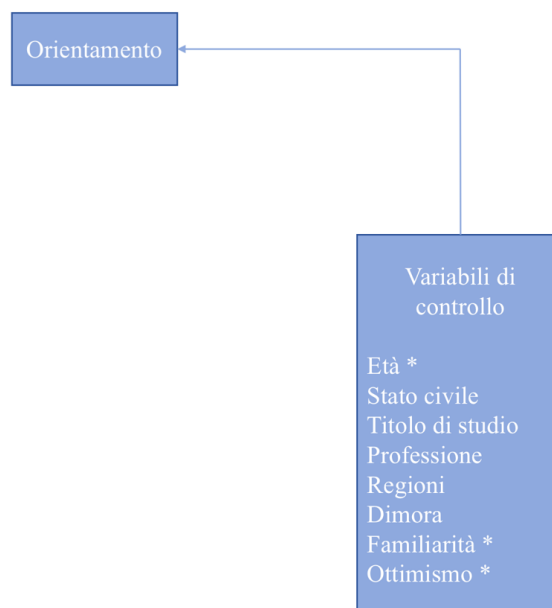 Orientamento
Variabili di
controllo
Età *
Stato civile
Titolo di studio
Professione
Regioni
Dimora
Familiarità *
Ottimismo *